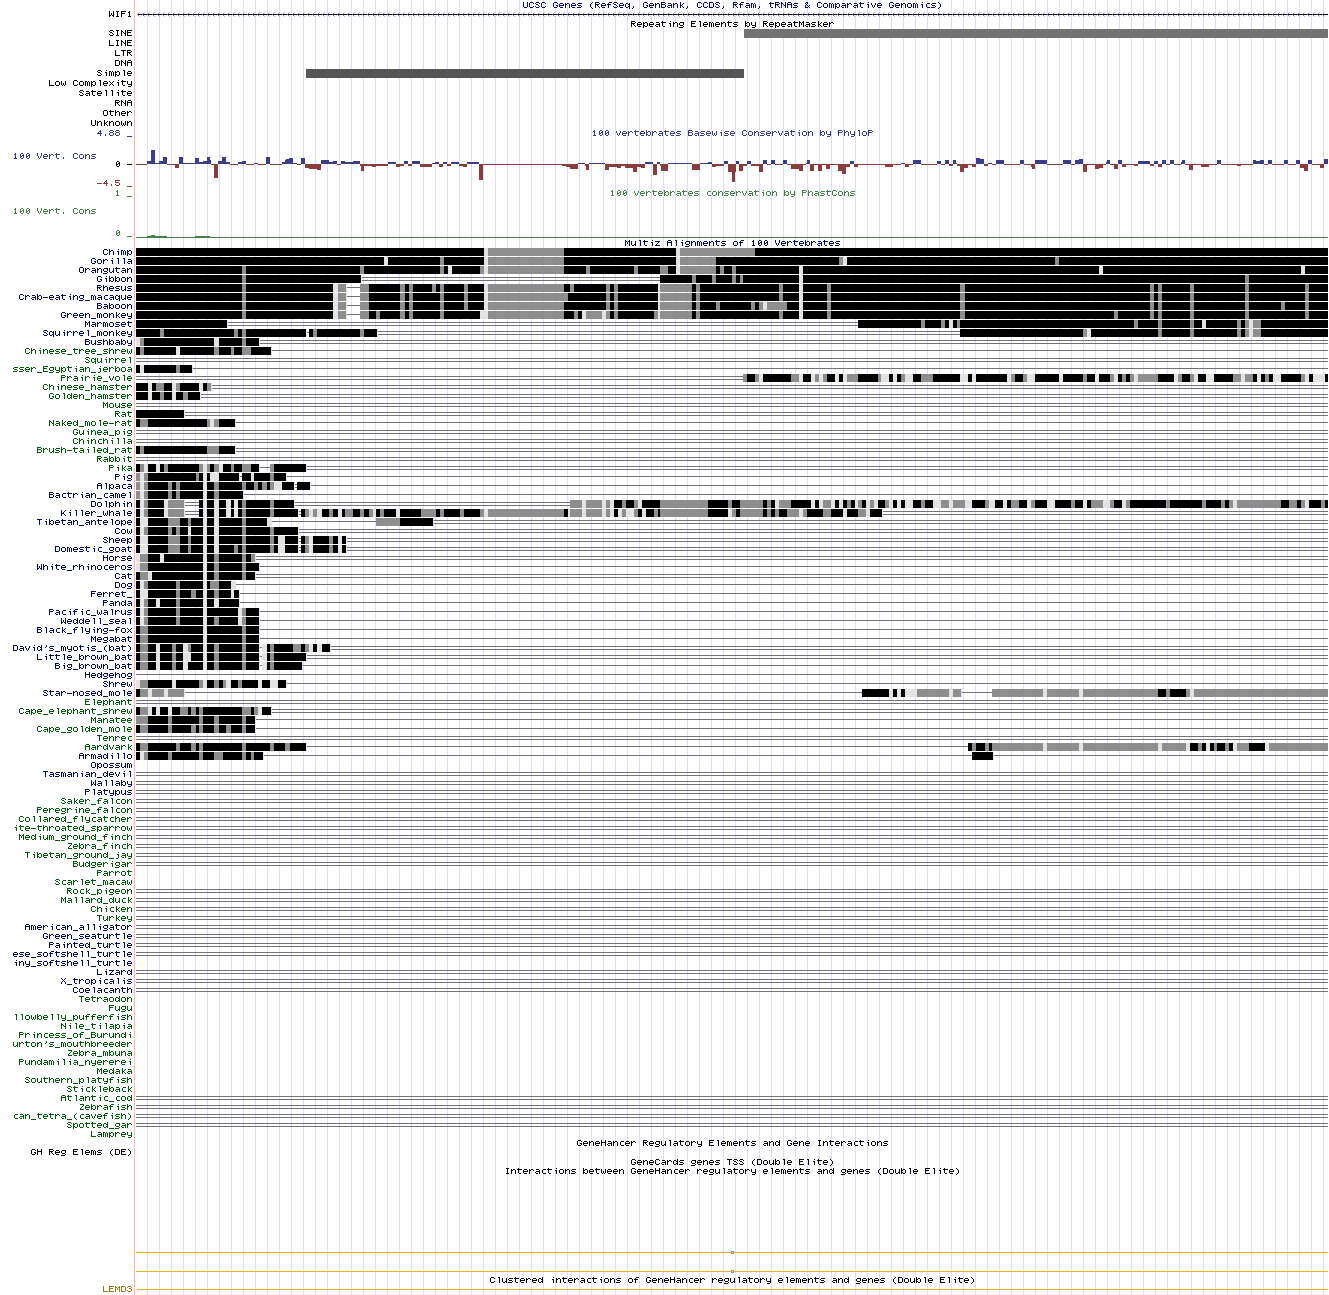 UCSC Genes (RefSeq, GenBank, CCDS, Rfam, tRNAs & Comparative Genomics)
WIF1
Repeating Elements by RepeatMasker
SINE
LINE
LTR
DNA
Simple
Low Complexity
Satellite
RNA
Other
Unknown
4.88 _
100 vertebrates Basewise Conservation by PhyloP
100 Vert. Cons
0 _
-4.5 _
1 _
100 vertebrates conservation by PhastCons
100 Vert. Cons
0 _
Multiz Alignments of 100 Vertebrates
Chimp
Gorilla
Orangutan
Gibbon
Rhesus
Crab-eating_macaque
Baboon
Green_monkey
Marmoset
Squirrel_monkey
Bushbaby
Chinese_tree_shrew
Squirrel
sser_Egyptian_jerboa
Prairie_vole
Chinese_hamster
Golden_hamster
Mouse
Rat
Naked_mole-rat
Guinea_pig
Chinchilla
Brush-tailed_rat
Rabbit
Pika
Pig
Alpaca
Bactrian_camel
Dolphin
Killer_whale
Tibetan_antelope
Cow
Sheep
Domestic_goat
Horse
White_rhinoceros
Cat
Dog
Ferret_
Panda
Pacific_walrus
Weddell_seal
Black_flying-fox
Megabat
David's_myotis_(bat)
Little_brown_bat
Big_brown_bat
Hedgehog
Shrew
Star-nosed_mole
Elephant
Cape_elephant_shrew
Manatee
Cape_golden_mole
Tenrec
Aardvark
Armadillo
Opossum
Tasmanian_devil
Wallaby
Platypus
Saker_falcon
Peregrine_falcon
Collared_flycatcher
ite-throated_sparrow
Medium_ground_finch
Zebra_finch
Tibetan_ground_jay
Budgerigar
Parrot
Scarlet_macaw
Rock_pigeon
Mallard_duck
Chicken
Turkey
American_alligator
Green_seaturtle
Painted_turtle
ese_softshell_turtle
iny_softshell_turtle
Lizard
X_tropicalis
Coelacanth
Tetraodon
Fugu
llowbelly_pufferfish
Nile_tilapia
Princess_of_Burundi
urton's_mouthbreeder
Zebra_mbuna
Pundamilia_nyererei
Medaka
Southern_platyfish
Stickleback
Atlantic_cod
Zebrafish
can_tetra_(cavefish)
Spotted_gar
Lamprey
GeneHancer Regulatory Elements and Gene Interactions
GH Reg Elems (DE)
GeneCards genes TSS (Double Elite)
Interactions between GeneHancer regulatory elements and genes (Double Elite)
Clustered interactions of GeneHancer regulatory elements and genes (Double Elite)
LEMD3